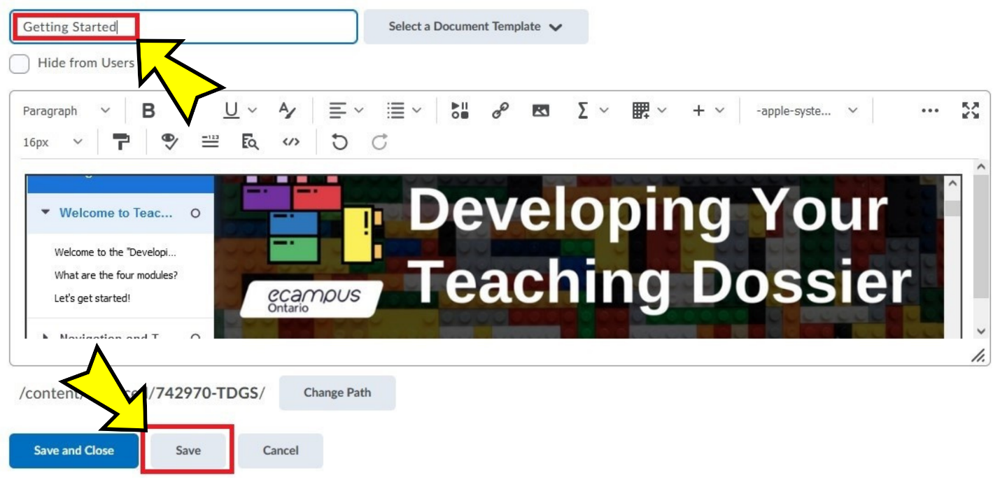 Getting Started
Select a Document Template
Hide from Users
Paragraph
B
U
A
Σ
+
-apple-syste...
16px
123
</>
Welcome to Teac...
Welcome to the "Developi...
What are the four modules?
Let's get started!
Developing Your
Teaching Dossier
ecampus
Ontario
Navigation and T
/content/ /742970-TDGS/
Change Path
Save and Close
Save
Cancel